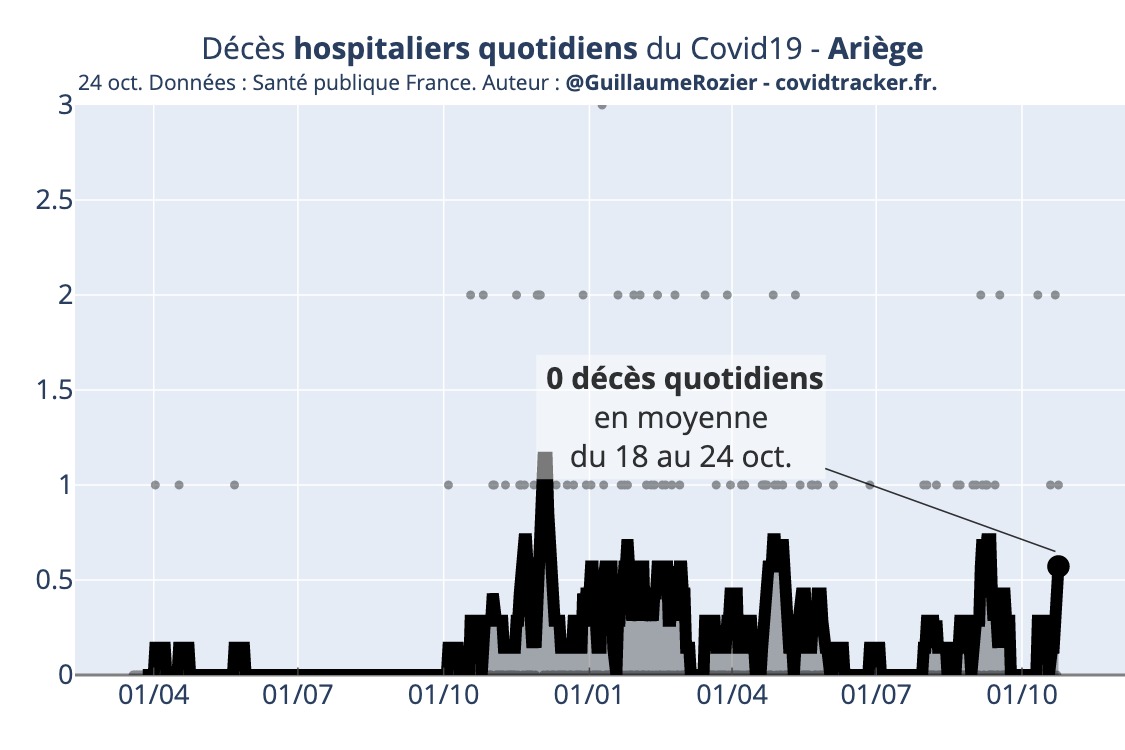 Décès hospitaliers quotidiens du Covid19 - Ariège
24 oct. Données : Santé publique France. Auteur : @GuillaumeRozier - covidtracker.fr.
3
2.5
2
1.5
1
0.5
0
0 décès quotidiens
en moyenne
du 18 au 24 oct.
01/04 01/07 01/10 01/01 01/04 01/07 01/10